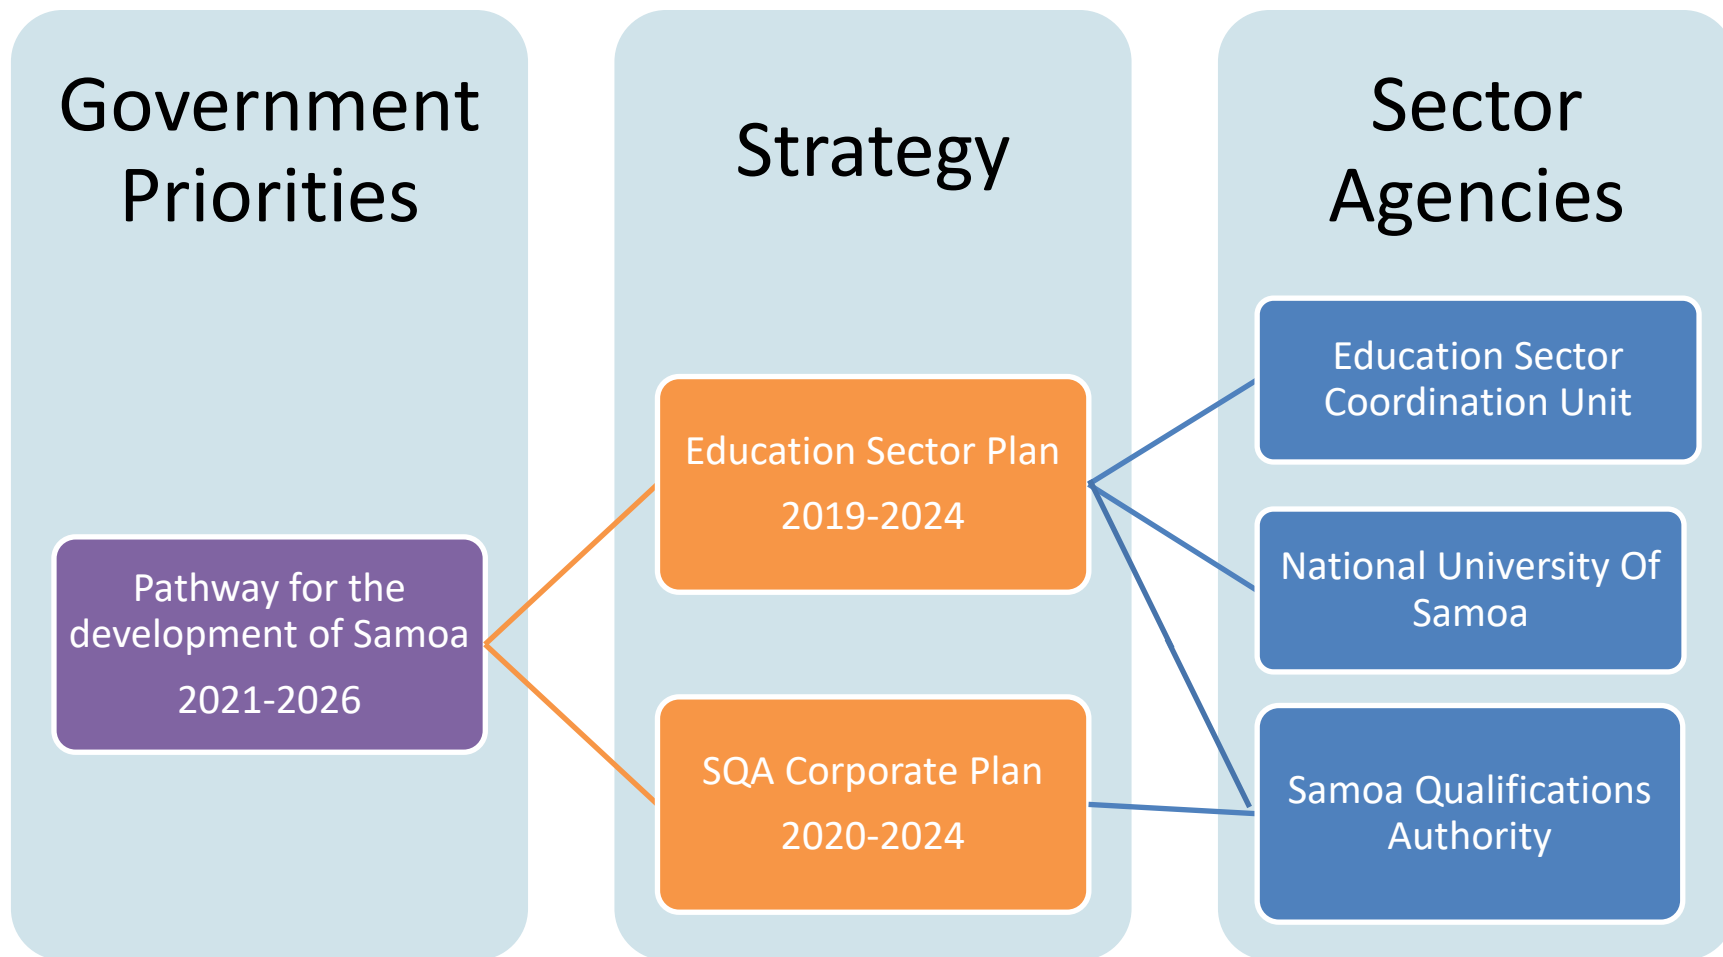 Government
Priorities
Pathway for the
development of Samoa
2021-2026
Strategy
Education Sector Plan
2019-2024
SQA Corporate Plan
2020-2024
Sector
Agencies
Education Sector
Coordination Unit
National University Of
Samoa
Samoa Qualifications
Authority